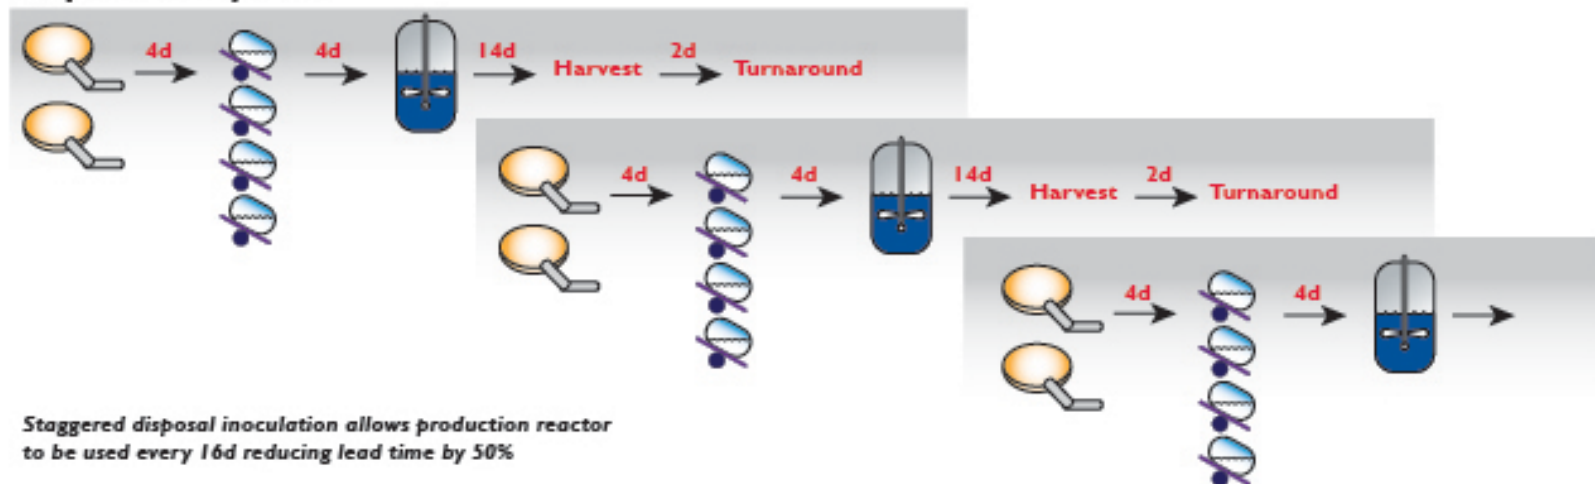 4d 4d 14d Harvest 2d Turnaround
4d 4d 14d Harvest 2d Turnaround
4d 4d
Staggered disposal inoculation allows production reactor
to be used every 16d reducing lead time by 50%